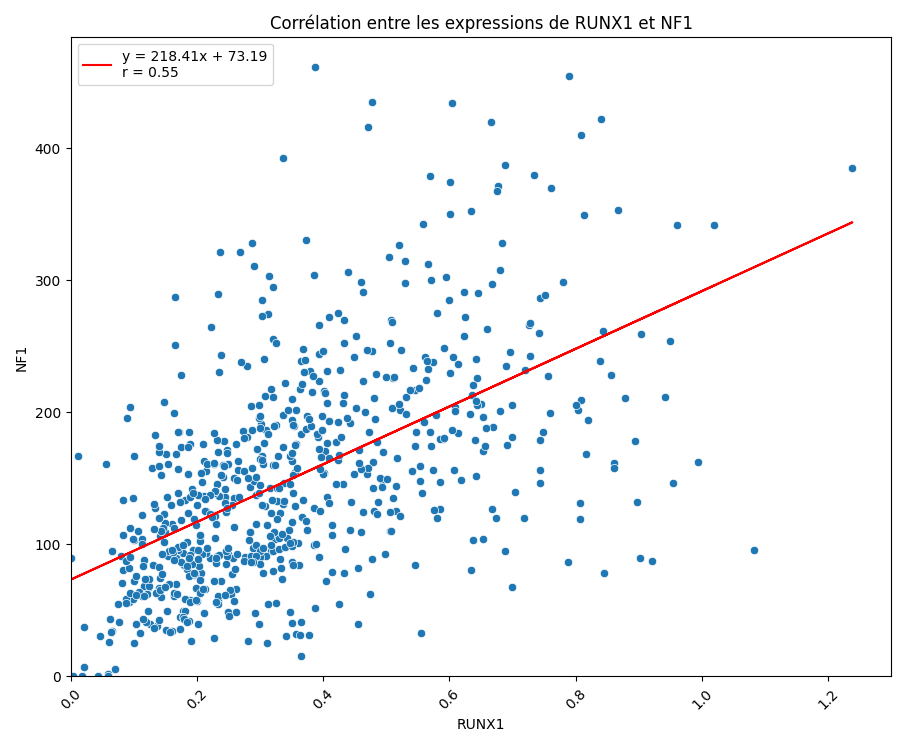 Corrélation entre les expressions de RUNX1 et NF1
y = 218.41x + 73.19
r = 0.55
400
300
200
100
0
NF1
0.0 0.2 0.4 0.6 0.8 1.0 1.2
RUNX1